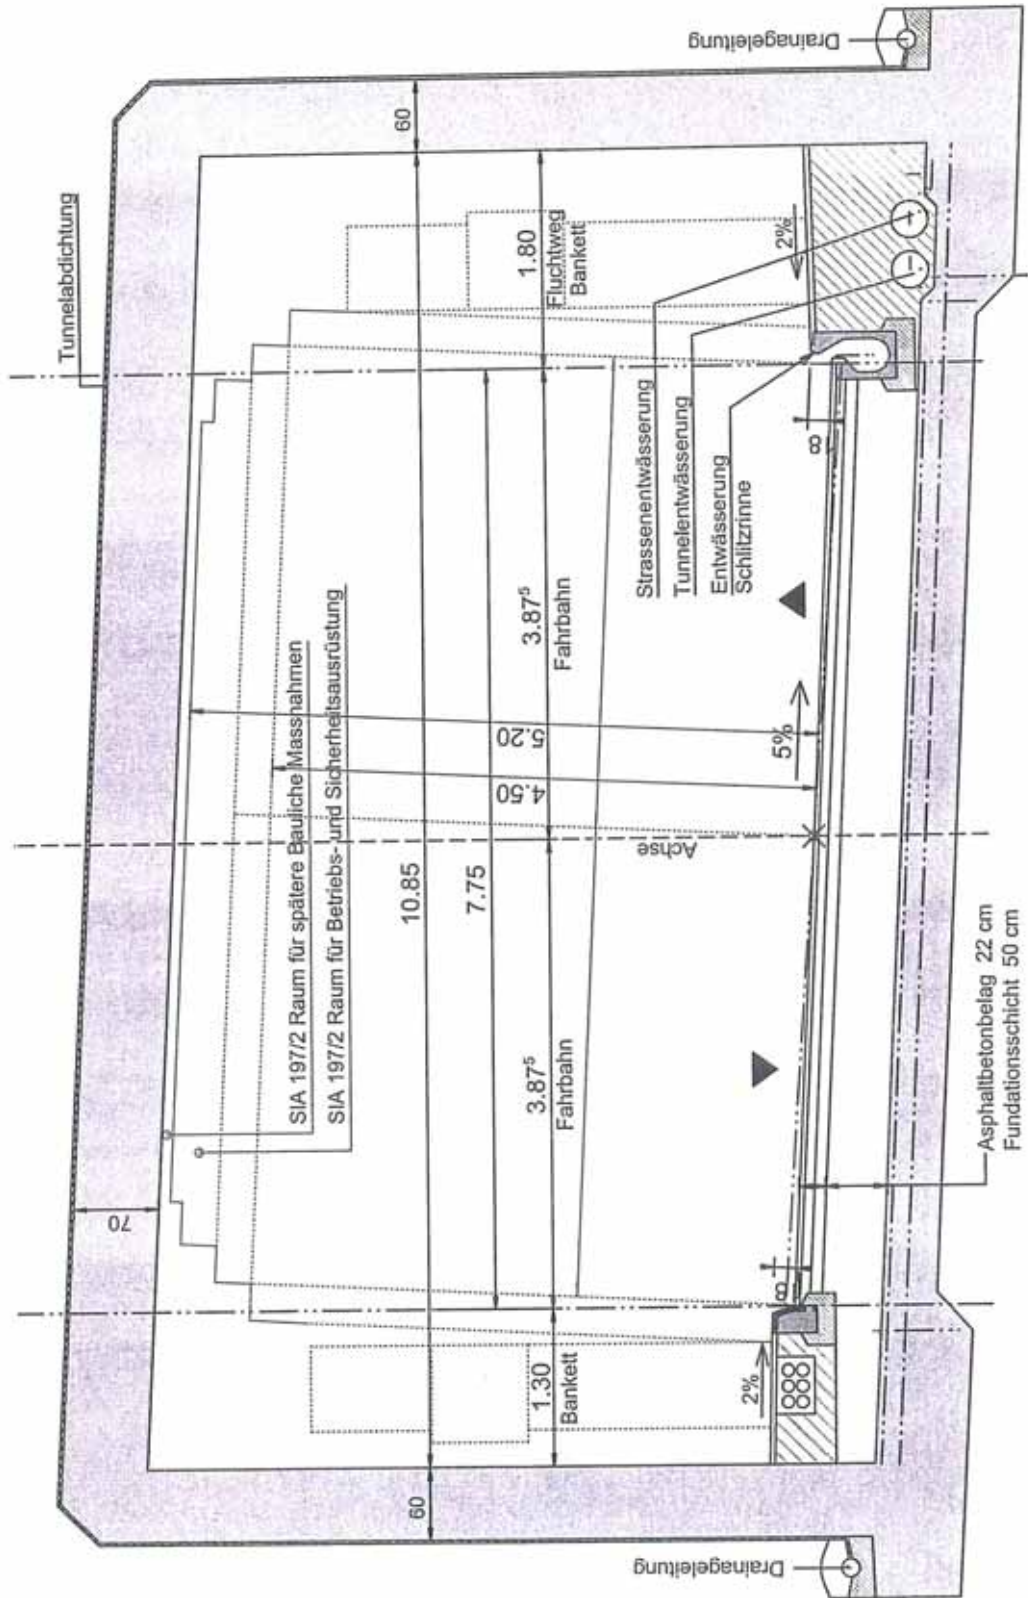 Tunnelabdichtung
70
SIA 197/2 Raum für spätere Bauliche Massnahmen
SIA 197/2 Raum für Betriebs- und Sicherheitsausrüstung
60
10.85
60
7.75
1.30
Bankett
3.87⁵
Fahrbahn
3.87⁵
Fahrbahn
1.80
Fluchtweg
Bankett
4.50
5.20
Achse
Strassenentwässerung
Tunnelentwässerung
Entwässerung
Schlitzrinne
2%
5%
2%
8
8
Drainageleitung
Drainageleitung
Asphaltbetonbelag 22 cm
Fundationsschicht 50 cm